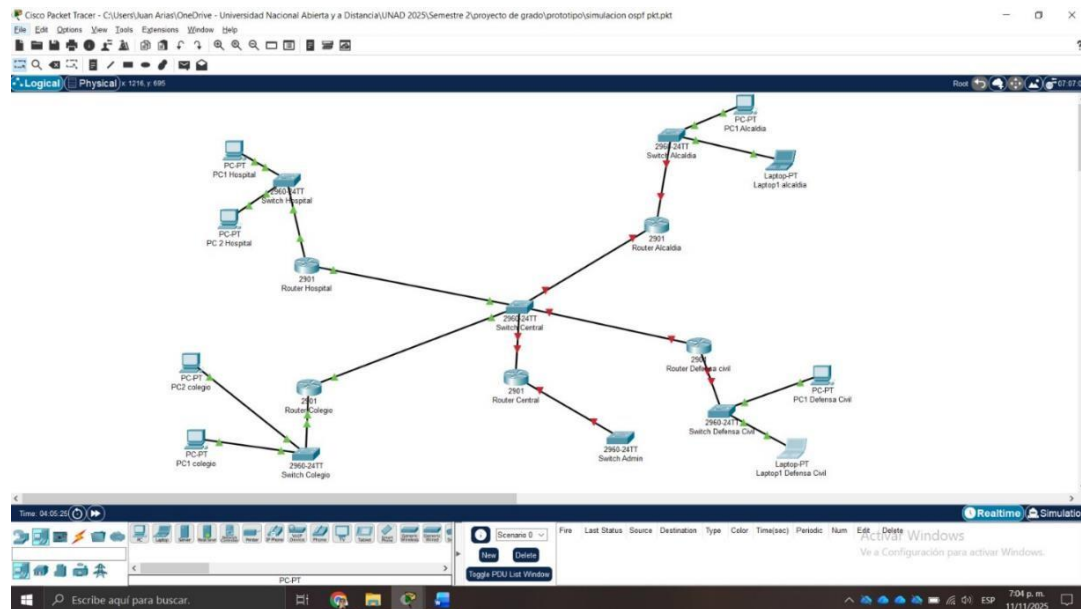 Cisco Packet Tracer - C:\Users\Juan Arias\OneDrive - Universidad Nacional Abierta y a Distancia\UNAD 2025\Semestre 2\proyecto de grado\prototipo\simulacion ospf pkt.pkt
File Edit Options View Tools Extensions Window Help
Logical Physical x: 1216, y: 695 Root 07:07:0
PC-PT
PC1 Alcaldia
2960-24TT
Switch Alcaldia
Laptop-PT
Laptop1 alcaldia
PC-PT
PC1 Hospital
2960-24TT
Switch Hospital
PC-PT
PC 2 Hospital
2901
Router Alcaldia
2901
Router Hospital
2960-24TT
Switch Central
2901
Router Defensa civil
PC-PT
PC2 colegio
2901
Router Colegio
2901
Router Central
PC-PT
PC1 Defensa Civil
2960-24TT
Switch Defensa Civil
PC-PT
PC1 colegio
2960-24TT
Switch Colegio
2960-24TT
Switch Admin
Laptop-PT
Laptop1 Defensa Civil
Time: 04:05:25 Realtime Simulatio
Scenario 0
New Delete
Toggle PDU List Window
Fire Last Status Source Destination Type Color Time(sec) Periodic Num Edit Delete
Activar Windows
Ve a Configuración para activar Windows.
PC-PT
Escribe aquí para buscar. ESP 7:04 p. m.
11/11/2025